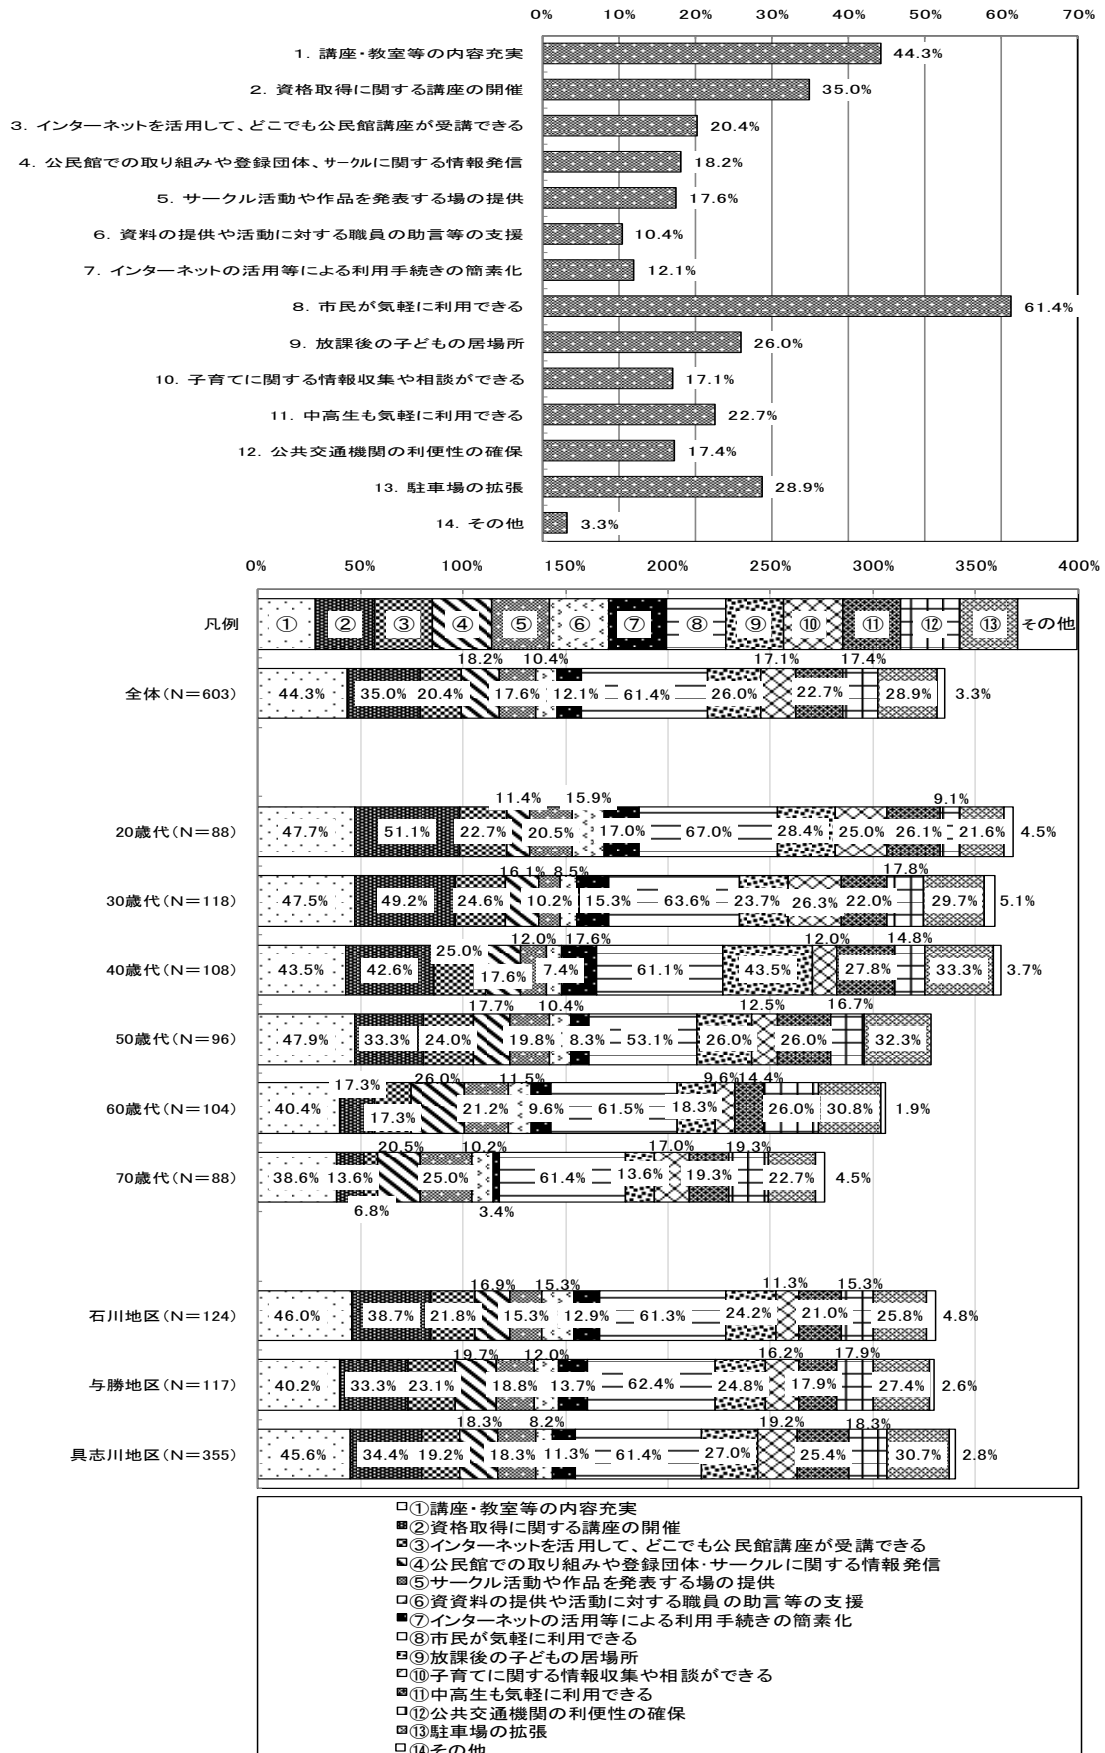 0% 10% 20% 30% 40% 50% 60% 70%
1. 講座・教室等の内容充実 44.3%
2. 資格取得に関する講座の開催 35.0%
3. インターネットを活用して、どこでも公民館講座が受講できる 20.4%
4. 公民館での取り組みや登録団体、サークルに関する情報発信 18.2%
5. サークル活動や作品を発表する場の提供 17.6%
6. 資料の提供や活動に対する職員の助言等の支援 10.4%
7. インターネットの活用等による利用手続きの簡素化 12.1%
8. 市民が気軽に利用できる 61.4%
9. 放課後の子どもの居場所 26.0%
10. 子育てに関する情報収集や相談ができる 17.1%
11. 中高生も気軽に利用できる 22.7%
12. 公共交通機関の利便性の確保 17.4%
13. 駐車場の拡張 28.9%
14. その他 3.3%
0% 50% 100% 150% 200% 250% 300% 350% 400%
凡例 ① ② ③ ④ ⑤ ⑥ ⑦ ⑧ ⑨ ⑩ ⑪ ⑫ ⑬ その他
18.2% 10.4% 17.1% 17.4%
全体(N=603) 44.3% 35.0% 20.4% 17.6% 12.1% 61.4% 26.0% 22.7% 28.9% 3.3%
11.4% 15.9% 9.1%
20歳代(N=88) 47.7% 51.1% 22.7% 20.5% 17.0% 67.0% 28.4% 25.0% 26.1% 21.6% 4.5%
16.1% 8.5% 17.8%
30歳代(N=118) 47.5% 49.2% 24.6% 10.2% 15.3% 63.6% 23.7% 26.3% 22.0% 29.7% 5.1%
25.0% 12.0% 17.6% 12.0% 14.8%
40歳代(N=108) 43.5% 42.6% 17.6% 7.4% 61.1% 43.5% 27.8% 33.3% 3.7%
17.7% 10.4% 12.5% 16.7%
50歳代(N=96) 47.9% 33.3% 24.0% 19.8% 8.3% 53.1% 26.0% 26.0% 32.3%
17.3% 26.0% 11.5% 9.6% 14.4%
60歳代(N=104) 40.4% 17.3% 21.2% 9.6% 61.5% 18.3% 26.0% 30.8% 1.9%
20.5% 10.2% 17.0% 19.3%
70歳代(N=88) 38.6% 13.6% 25.0% 61.4% 13.6% 19.3% 22.7% 4.5%
6.8% 3.4%
16.9% 15.3% 11.3% 15.3%
石川地区(N=124) 46.0% 38.7% 21.8% 15.3% 12.9% 61.3% 24.2% 21.0% 25.8% 4.8%
19.7% 12.0% 16.2% 17.9%
与勝地区(N=117) 40.2% 33.3% 23.1% 18.8% 13.7% 62.4% 24.8% 17.9% 27.4% 2.6%
18.3% 8.2% 19.2% 18.3%
具志川地区(N=355) 45.6% 34.4% 19.2% 18.3% 11.3% 61.4% 27.0% 25.4% 30.7% 2.8%
①講座・教室等の内容充実
②資格取得に関する講座の開催
③インターネットを活用して、どこでも公民館講座が受講できる
④公民館での取り組みや登録団体・サークルに関する情報発信
⑤サークル活動や作品を発表する場の提供
⑥資資料の提供や活動に対する職員の助言等の支援
⑦インターネットの活用等による利用手続きの簡素化
⑧市民が気軽に利用できる
⑨放課後の子どもの居場所
⑩子育てに関する情報収集や相談ができる
⑪中高生も気軽に利用できる
⑫公共交通機関の利便性の確保
⑬駐車場の拡張
⑭その他